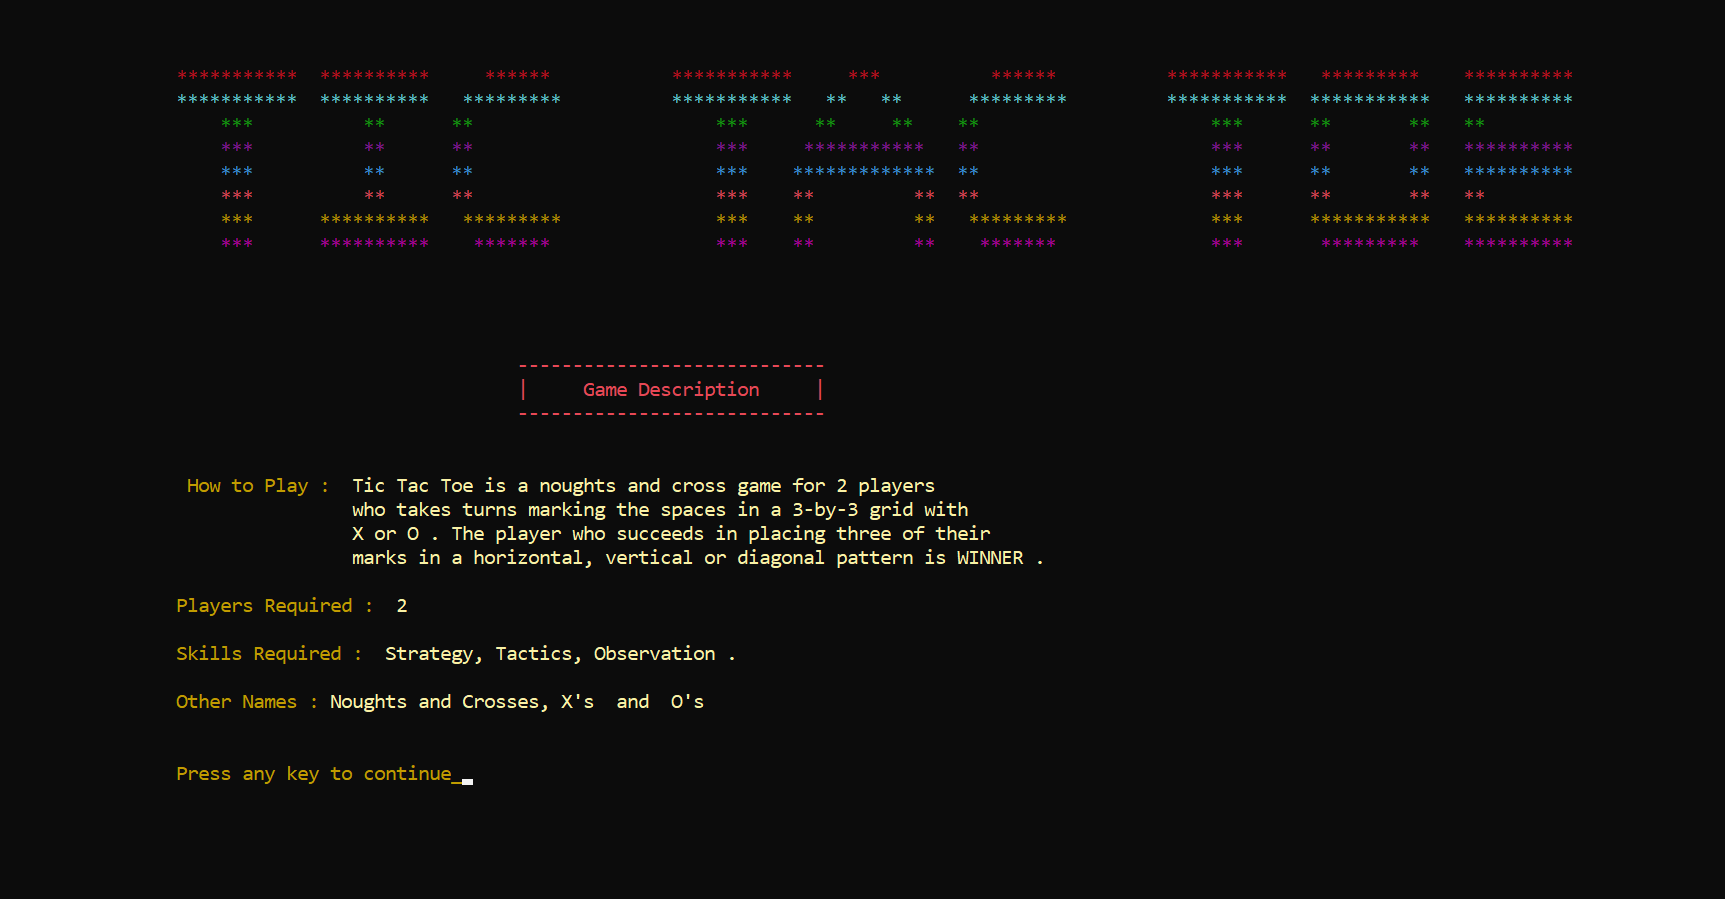 TIC TAC TOE
---------------------------
| Game Description |
---------------------------
How to Play : Tic Tac Toe is a noughts and cross game for 2 players
who takes turns marking the spaces in a 3-by-3 grid with
X or O . The player who succeeds in placing three of their
marks in a horizontal, vertical or diagonal pattern is WINNER .
Players Required : 2
Skills Required : Strategy, Tactics, Observation .
Other Names : Noughts and Crosses, X's and O's
Press any key to continue_